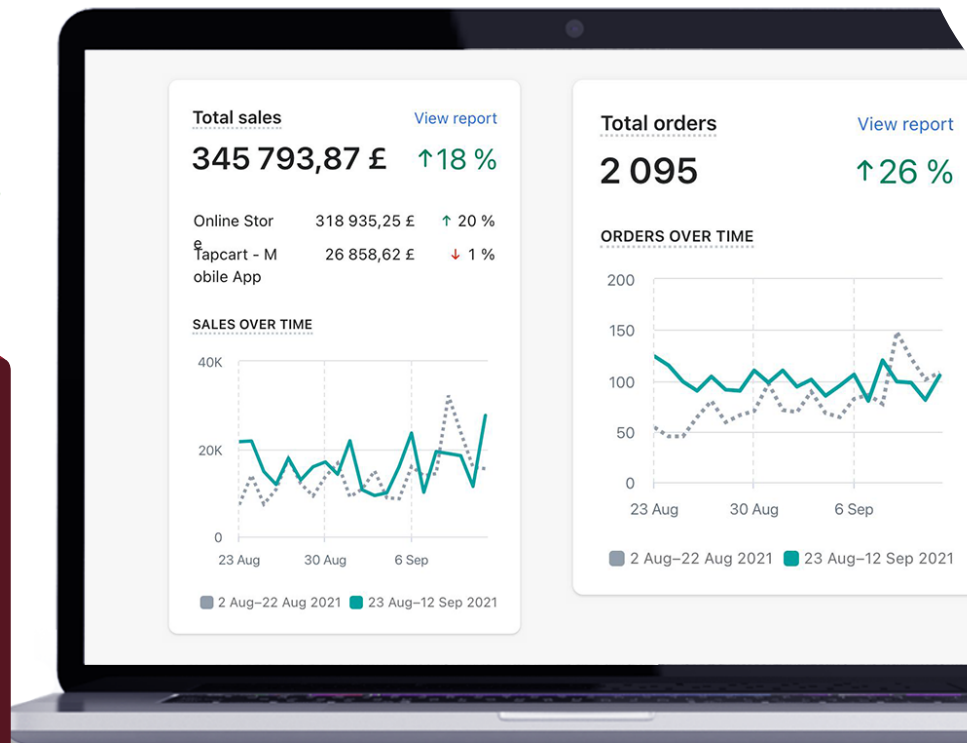 Total sales
View report
345 793,87 £
↑18 %
Online Stor
e
318 935,25 £
↑ 20 %
Tapcart - M
obile App
26 858,62 £
↓ 1 %
SALES OVER TIME
40K
20K
0
23 Aug
30 Aug
6 Sep
2 Aug–22 Aug 2021
23 Aug–12 Sep 2021
Total orders
View report
2 095
↑26 %
ORDERS OVER TIME
200
150
100
50
0
23 Aug
30 Aug
6 Sep
2 Aug–22 Aug 2021
23 Aug–12 Sep 2021